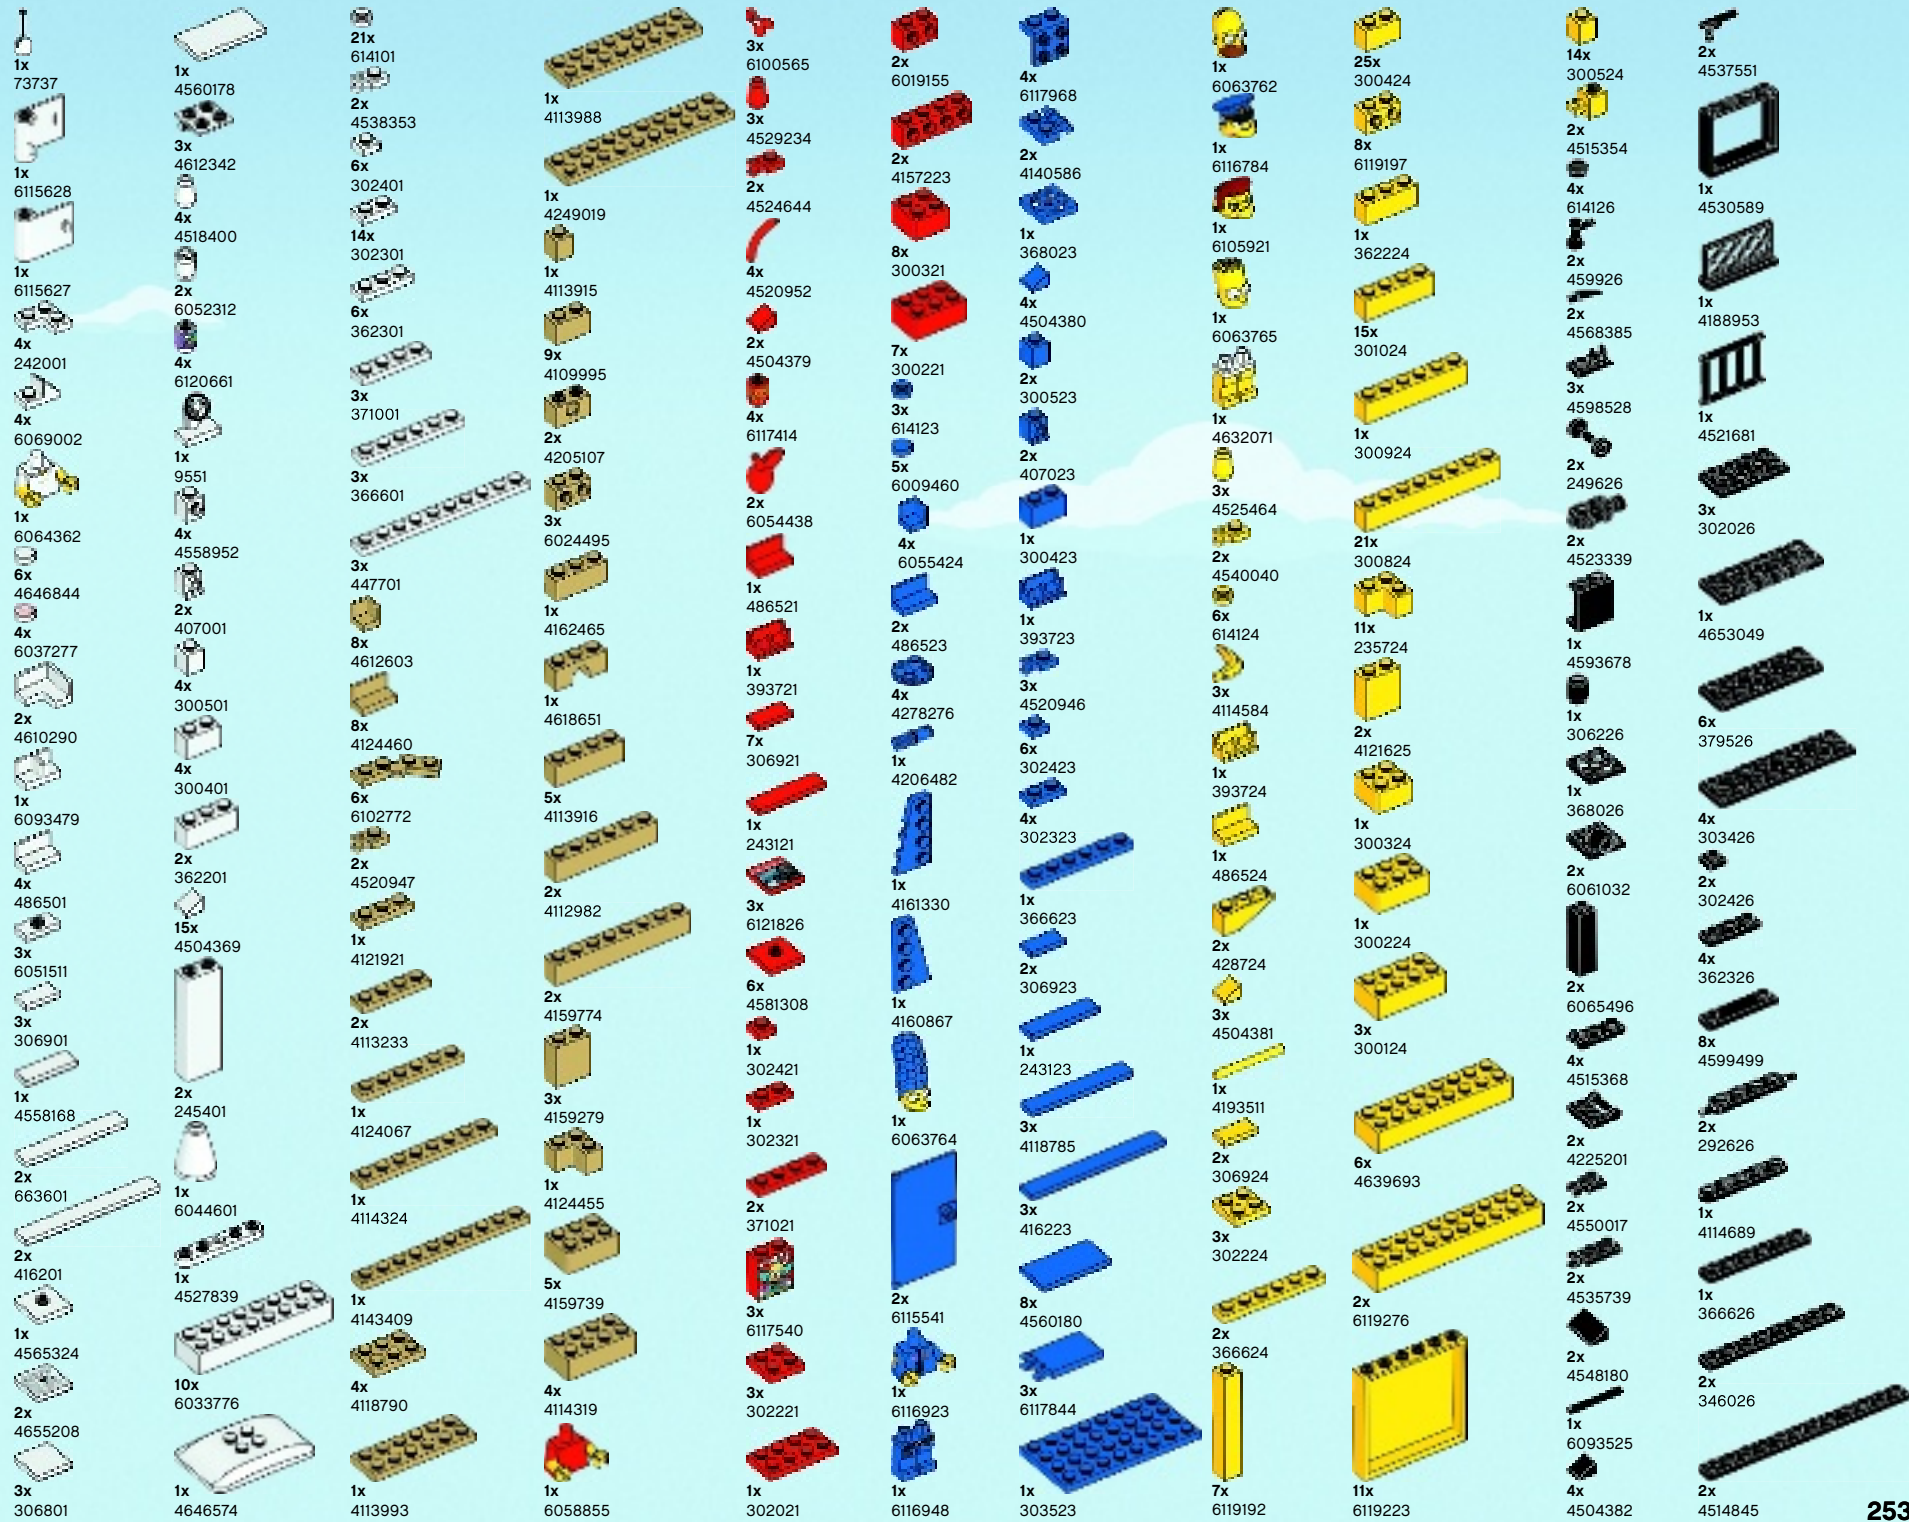 1x
73737
1x
6115628
1x
6115627
4x
242001
4x
6069002
1x
6064362
6x
4646844
4x
6037277
2x
4610290
1x
6093479
4x
486501
3x
6051511
3x
306901
1x
4558168
2x
663601
2x
416201
1x
4565324
2x
4655208
3x
306801
1x
4560178
3x
4612342
4x
4518400
2x
6052312
4x
6120661
1x
9551
4x
4558952
2x
407001
4x
300501
4x
300401
2x
362201
15x
4504369
2x
245401
1x
6044601
1x
4527839
10x
6033776
1x
4646574
21x
614101
2x
4538353
6x
302401
14x
302301
6x
362301
3x
371001
3x
366601
3x
447701
8x
4612603
8x
4124460
6x
6102772
2x
4520947
1x
4121921
2x
4113233
1x
4124067
1x
4114324
1x
4143409
4x
4118790
1x
4113993
1x
4113988
1x
4249019
1x
4113915
9x
4109995
2x
4205107
3x
6024495
1x
4162465
1x
4618651
5x
4113916
2x
4112982
2x
4159774
3x
4159279
1x
4124455
5x
4159739
4x
4114319
1x
6058855
3x
6100565
3x
4529234
2x
4524644
4x
4520952
2x
4504379
4x
6117414
2x
6054438
1x
486521
1x
393721
7x
306921
1x
243121
3x
6121826
6x
4581308
1x
302421
1x
302321
2x
371021
3x
6117540
3x
302221
1x
302021
2x
6019155
2x
4157223
8x
300321
7x
300221
3x
614123
5x
6009460
4x
6055424
2x
486523
4x
4278276
1x
4206482
1x
4161330
1x
4160867
1x
6063764
2x
6115541
1x
6116923
1x
6116948
4x
6117968
2x
4140586
1x
368023
4x
4504380
2x
300523
2x
407023
1x
300423
1x
393723
3x
4520946
6x
302423
4x
302323
1x
366623
2x
306923
1x
243123
3x
4118785
3x
416223
8x
4560180
3x
6117844
1x
303523
1x
6063762
1x
6116784
1x
6105921
1x
6063765
1x
4632071
3x
4525464
2x
4540040
6x
614124
3x
4114584
1x
393724
1x
486524
2x
428724
3x
4504381
1x
4193511
2x
306924
3x
302224
2x
366624
7x
6119192
25x
300424
8x
6119197
1x
362224
15x
301024
1x
300924
21x
300824
11x
235724
2x
4121625
1x
300324
1x
300224
3x
300124
6x
4639693
2x
6119276
11x
6119223
14x
300524
2x
4515354
4x
614126
2x
459926
2x
4568385
3x
4598528
2x
249626
2x
4523339
1x
4593678
1x
306226
1x
368026
2x
6061032
2x
6065496
4x
4515368
2x
4225201
2x
4550017
2x
4535739
2x
4548180
1x
6093525
4x
4504382
2x
4537551
1x
4530589
1x
4188953
1x
4521681
3x
302026
1x
4653049
6x
379526
4x
303426
2x
302426
4x
362326
8x
4599499
2x
292626
1x
4114689
1x
366626
2x
346026
2x
4514845
253